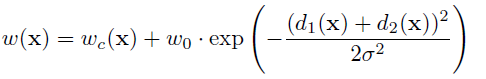 w(x) = w_c(x) + w_0 · exp ( − (d_1(x) + d_2(x))^2 / 2σ^2 )